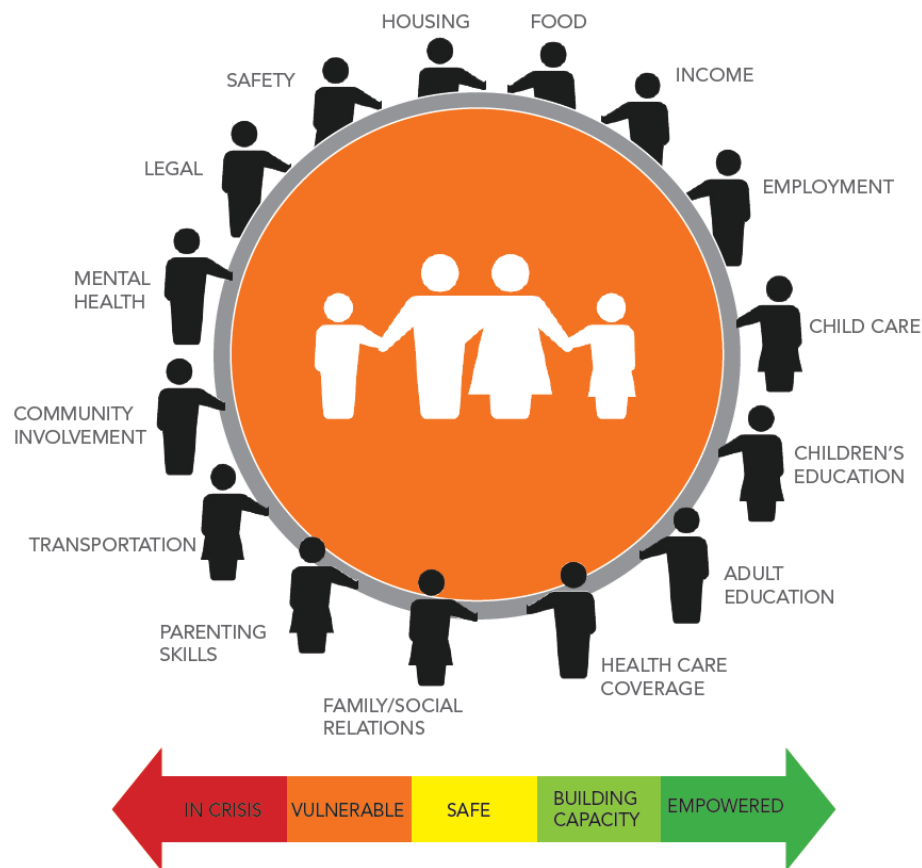 HOUSING
FOOD
SAFETY
INCOME
LEGAL
EMPLOYMENT
MENTAL
HEALTH
CHILD CARE
COMMUNITY
INVOLVEMENT
CHILDREN’S
EDUCATION
TRANSPORTATION
ADULT
EDUCATION
PARENTING
SKILLS
HEALTH CARE
COVERAGE
FAMILY/SOCIAL
RELATIONS
IN CRISIS
VULNERABLE
SAFE
BUILDING
CAPACITY
EMPOWERED